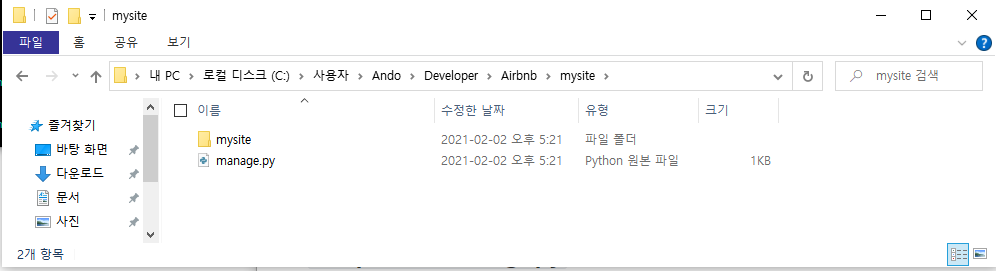 mysite
파일 홈 공유 보기
내 PC 로컬 디스크 (C:) 사용자 Ando Developer Airbnb mysite
mysite 검색
이름 수정한 날짜 유형 크기
즐겨찾기
바탕 화면
다운로드
문서
사진
mysite 2021-02-02 오후 5:21 파일 폴더
manage.py 2021-02-02 오후 5:21 Python 원본 파일 1KB
2개 항목